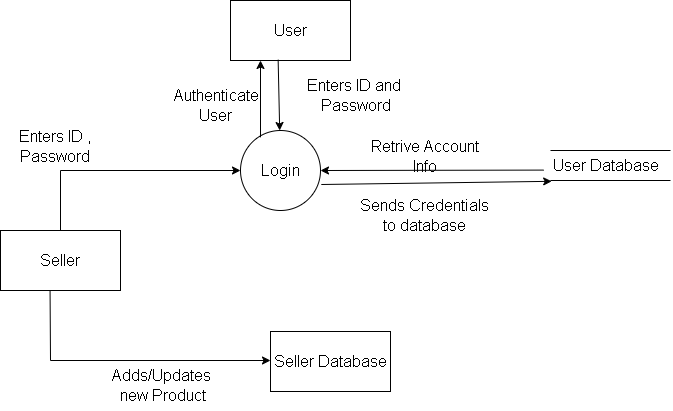 User
Authenticate
User
Enters ID and
Password
Enters ID ,
Password
Login
Retrive Account
Info
User Database
Sends Credentials
to database
Seller
Seller Database
Adds/Updates
new Product